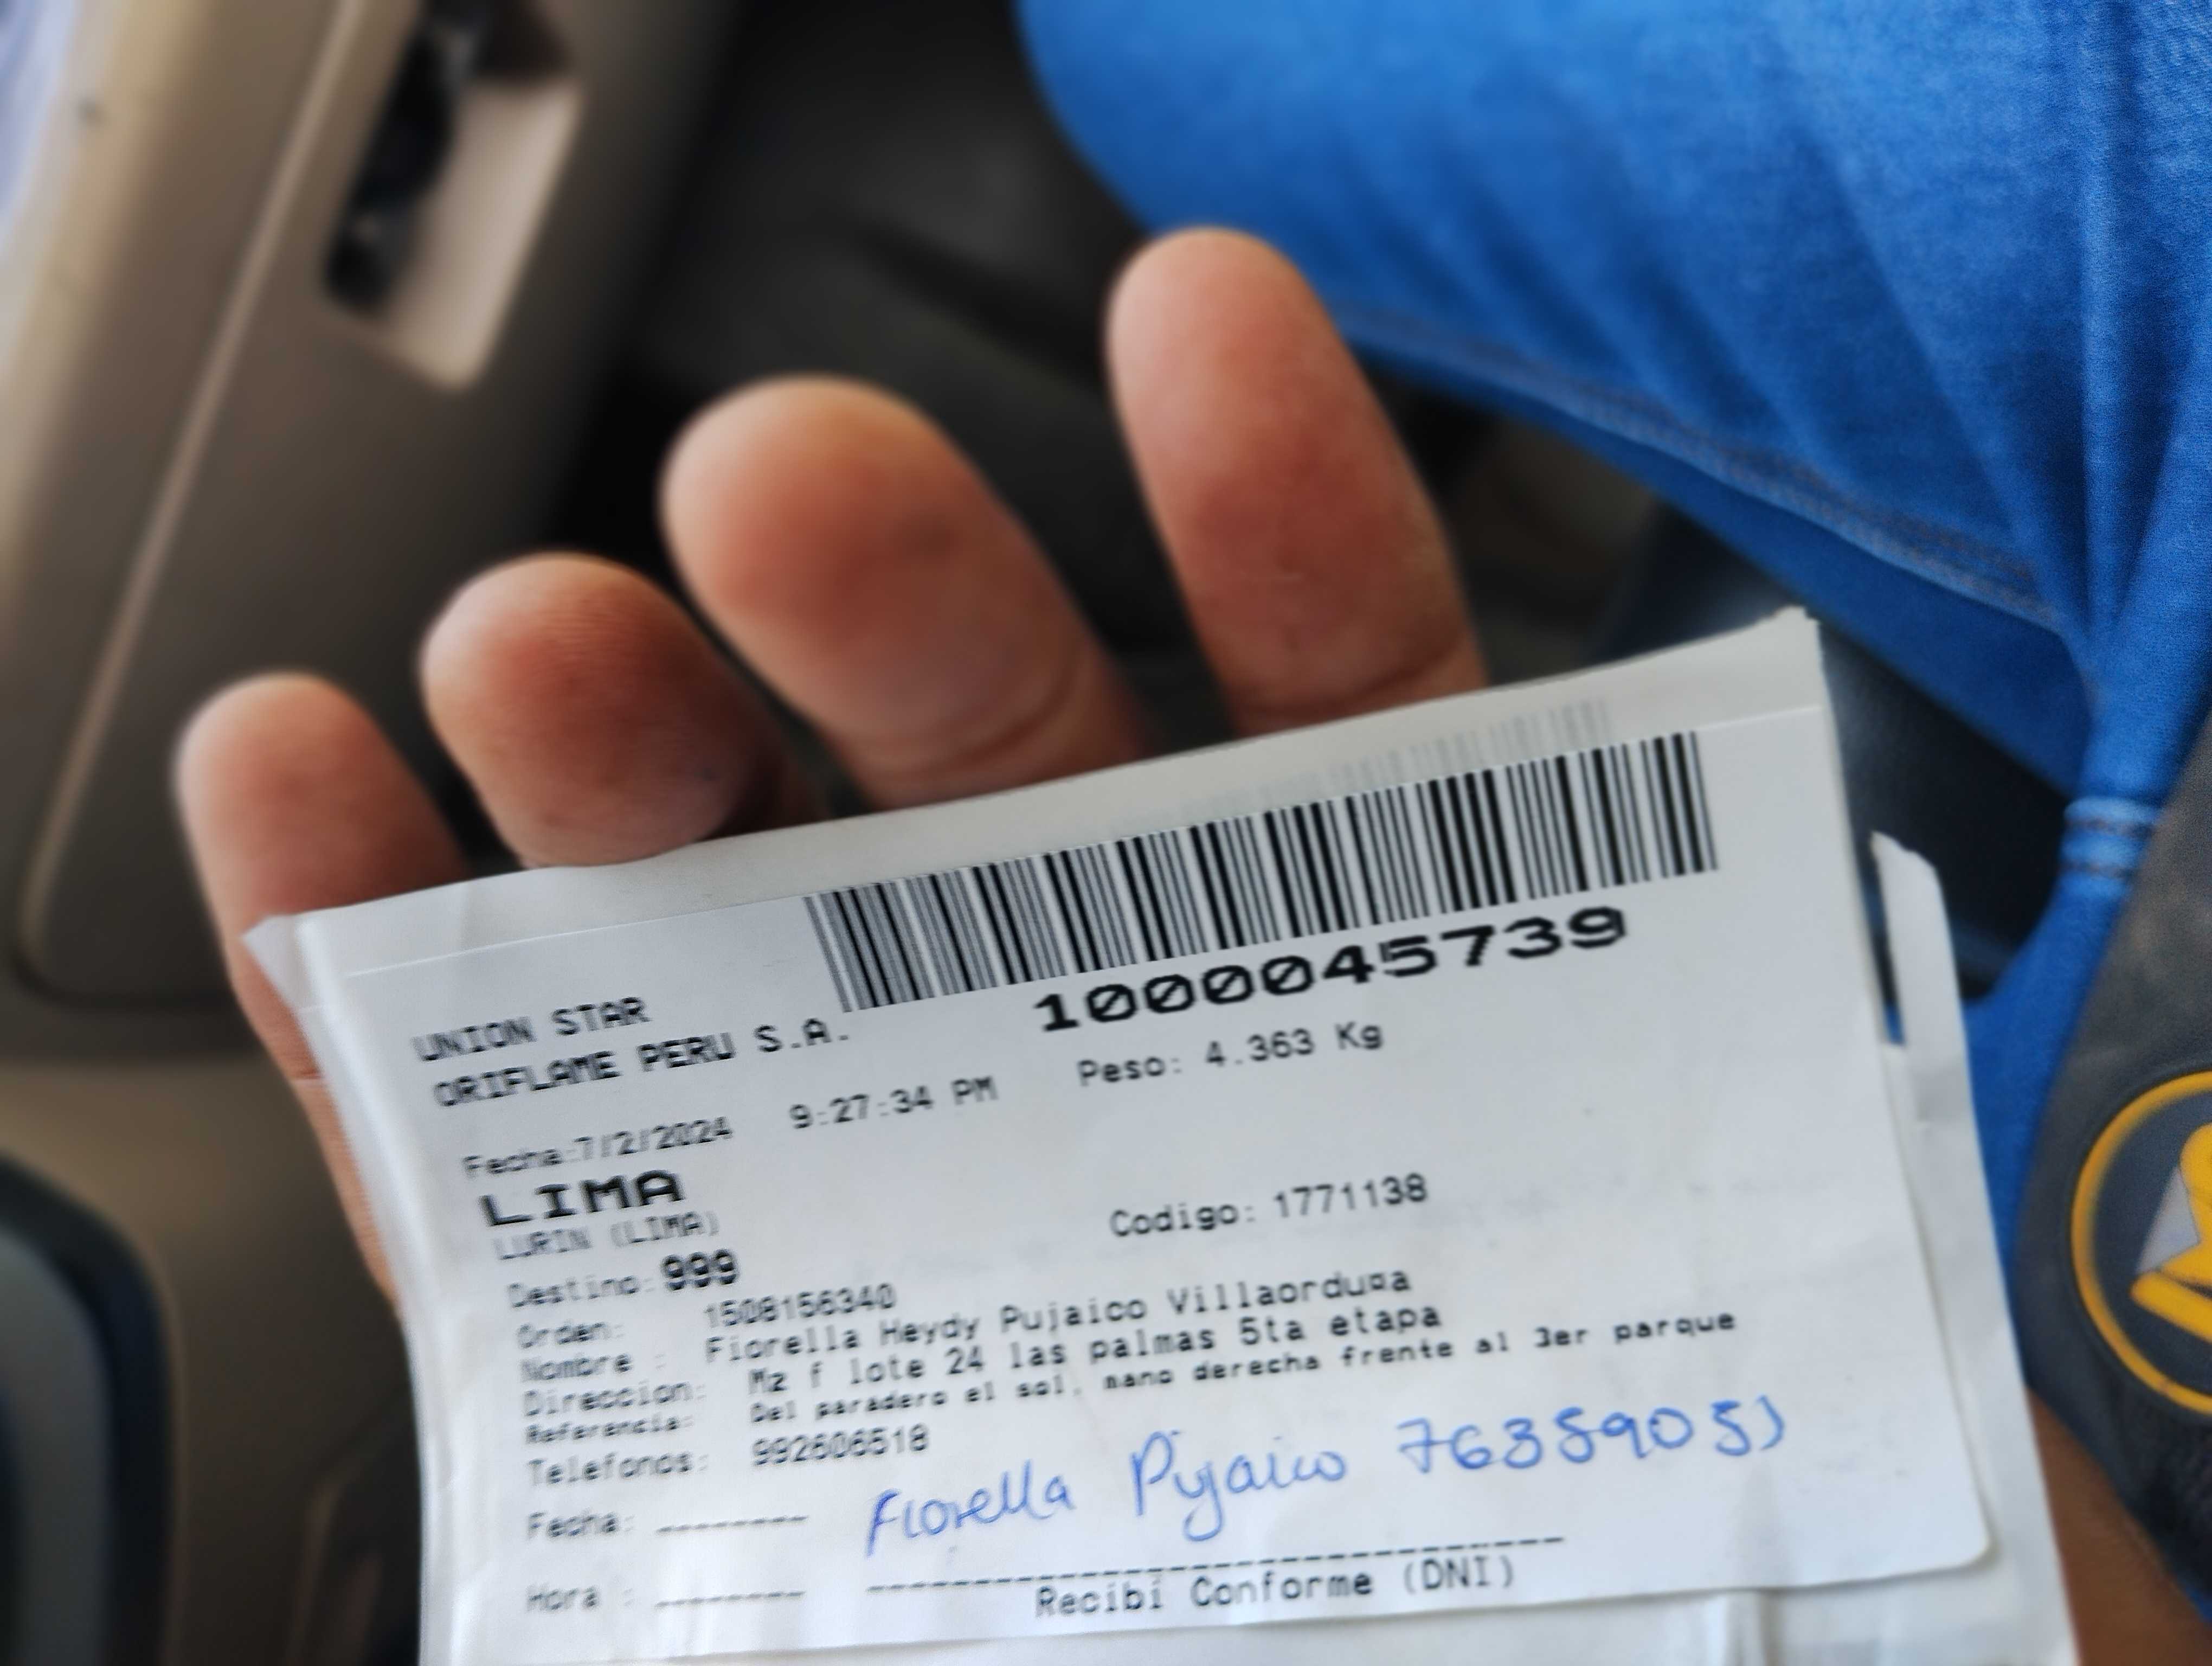 1000045739
UNION STAR
ORIFLAME PERU S.A.
Peso: 4.363 Kg
Fecha:7/2/2024 9:27:34 PM
LIMA
LURIN (LIMA)
Codigo: 1771138
Destino: 999
Orden: 1508156340
Nombre : Fiorella Heydy Pujaico Villaordu¤a
Direccion: Mz f lote 24 las palmas 5ta etapa
Referencia: Del paradero el sol, mano derecha frente al 3er parque
Telefonos: 992606518
Fiorella Pujaico
Fecha: --------
Hora : --------
Recibi Conforme (DNI)